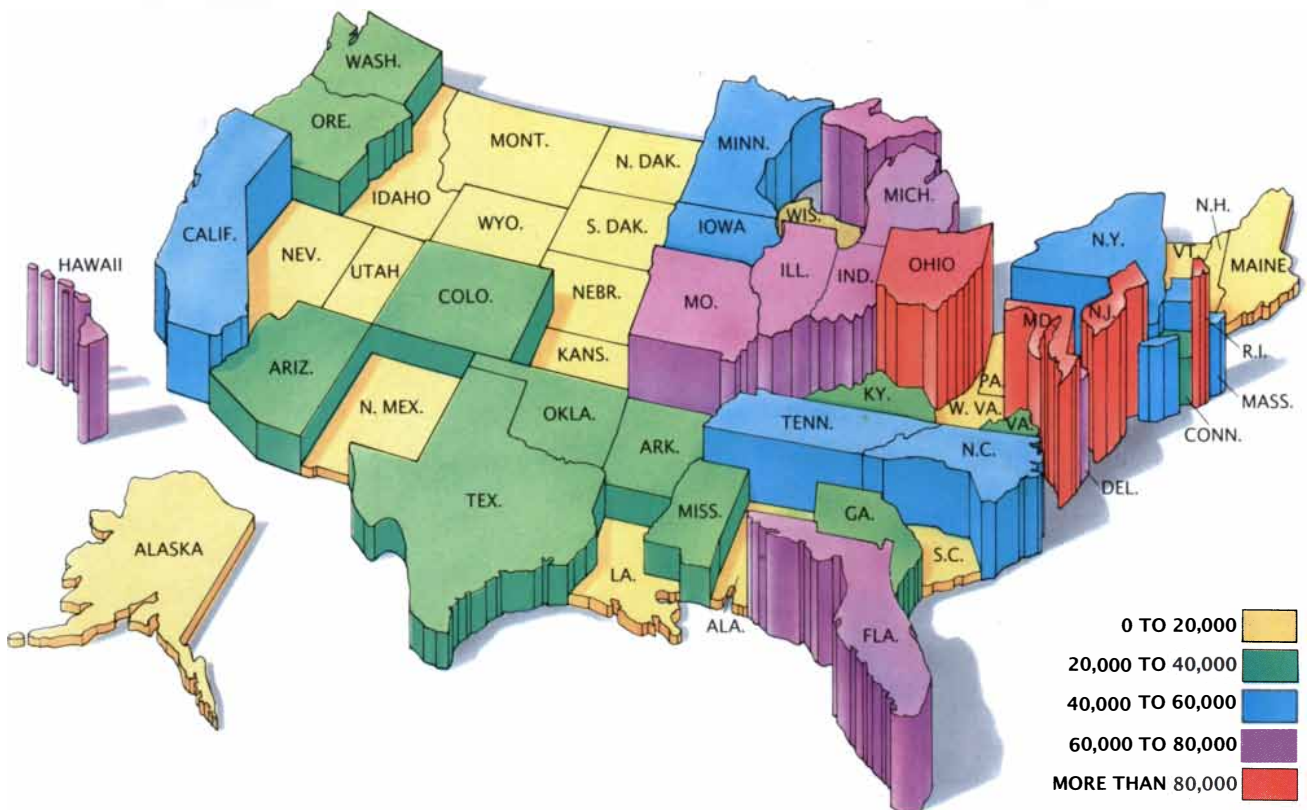 WASH.
ORE.
MONT.
N. DAK.
MINN.
IDAHO
WYO.
S. DAK.
IOWA
WIS.
MICH.
N.H.
N.Y.
VT.
MAINE
CALIF.
NEV.
UTAH
COLO.
NEBR.
ILL.
IND.
OHIO
HAWAII
MO.
MD.
N.J.
KANS.
R.I.
ARIZ.
PA.
MASS.
N. MEX.
OKLA.
KY.
W. VA.
VA.
CONN.
TENN.
N.C.
ARK.
DEL.
TEX.
MISS.
GA.
S.C.
ALASKA
LA.
ALA.
FLA.
0 TO 20,000
20,000 TO 40,000
40,000 TO 60,000
60,000 TO 80,000
MORE THAN 80,000